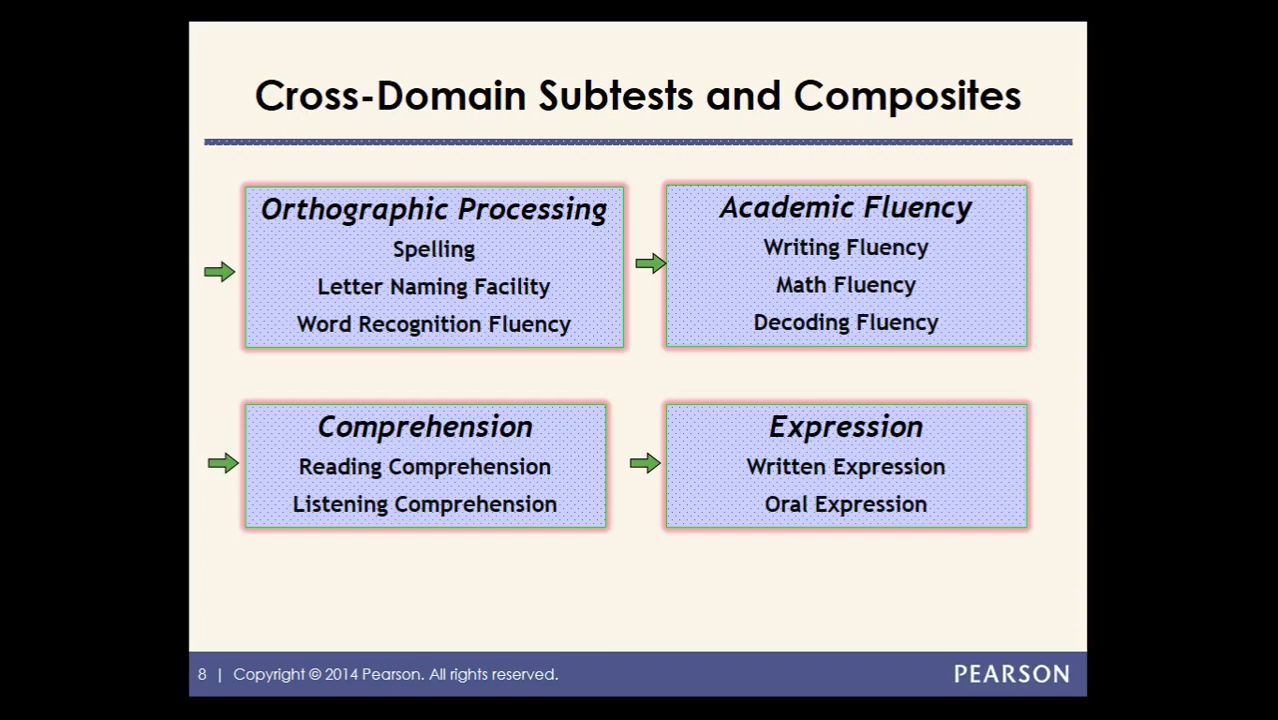 Cross-Domain Subtests and Composites
Orthographic Processing
Spelling
Letter Naming Facility
Word Recognition Fluency
Academic Fluency
Writing Fluency
Math Fluency
Decoding Fluency
Comprehension
Reading Comprehension
Listening Comprehension
Expression
Written Expression
Oral Expression
8 | Copyright © 2014 Pearson. All rights reserved.
PEARSON